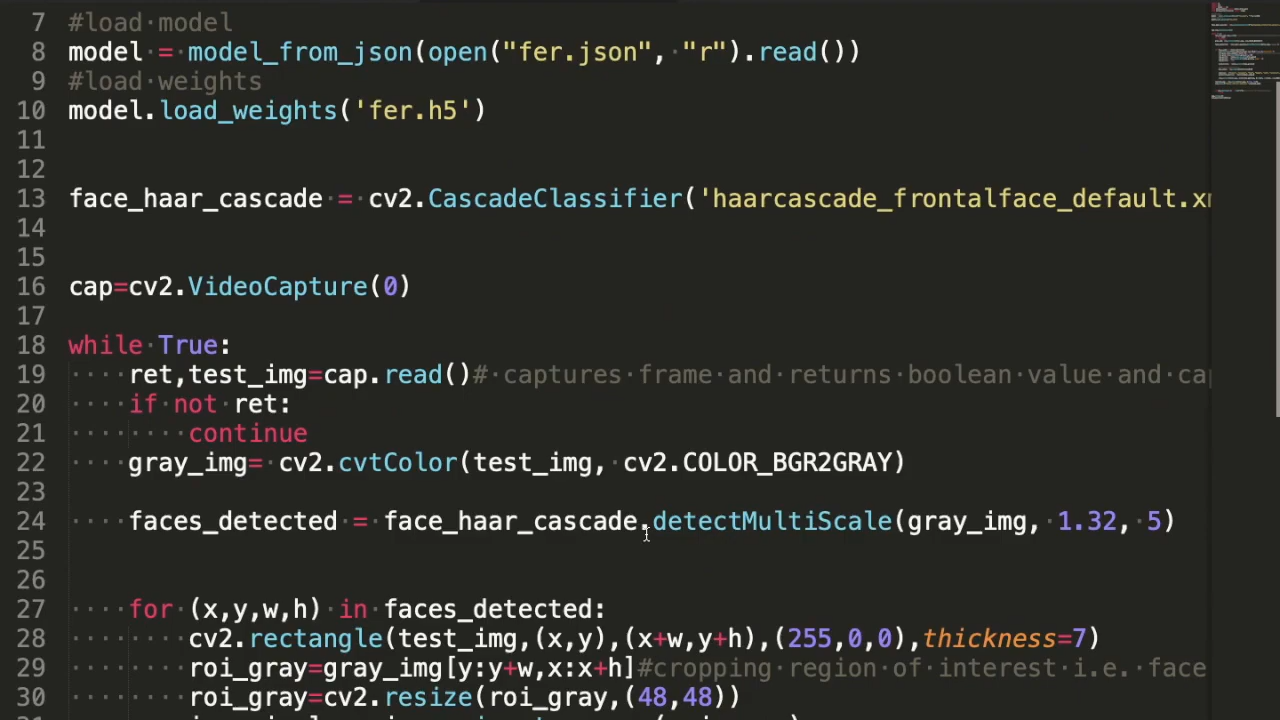 7 #load model
8 model = model_from_json(open("fer.json", "r").read())
9 #load weights
10 model.load_weights('fer.h5')
11
12
13 face_haar_cascade = cv2.CascadeClassifier('haarcascade_frontalface_default.x
14
15
16 cap=cv2.VideoCapture(0)
17
18 while True:
19     ret,test_img=cap.read()# captures frame and returns boolean value and ca
20     if not ret:
21         continue
22     gray_img= cv2.cvtColor(test_img, cv2.COLOR_BGR2GRAY)
23
24     faces_detected = face_haar_cascade.detectMultiScale(gray_img, 1.32, 5)
25
26
27     for (x,y,w,h) in faces_detected:
28         cv2.rectangle(test_img,(x,y),(x+w,y+h),(255,0,0),thickness=7)
29         roi_gray=gray_img[y:y+w,x:x+h]#cropping region of interest i.e. face
30         roi_gray=cv2.resize(roi_gray,(48,48))